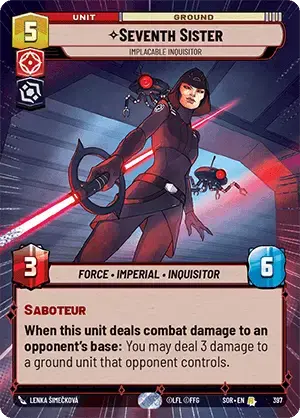 UNIT GROUND
5
✧SEVENTH SISTER
IMPLACABLE INQUISITOR
3 6
FORCE • IMPERIAL • INQUISITOR
SABOTEUR
When this unit deals combat damage to an
opponent's base: You may deal 3 damage to
a ground unit that opponent controls.
LENKA ŠIMEČKOVÁ ©LFL ©FFG SOR • EN 397